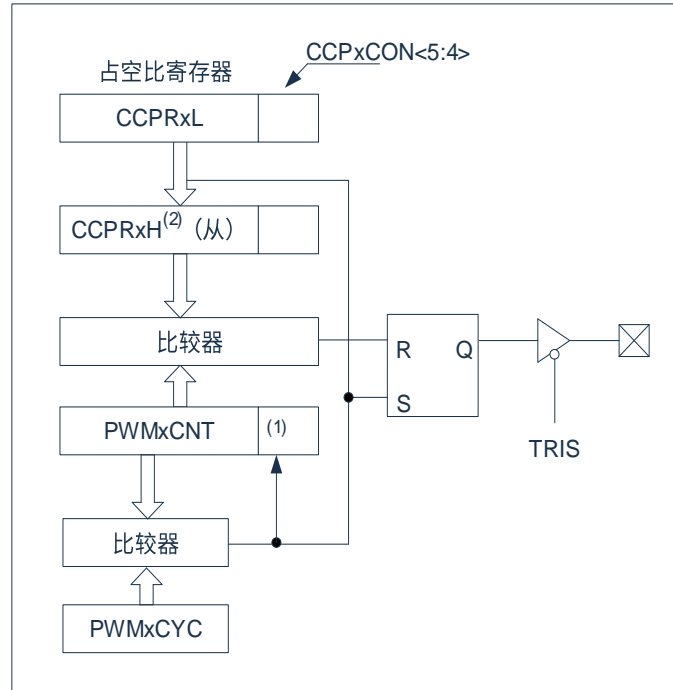 CCPxCON<5:4>
占空比寄存器
CCPRxL
CCPRxH(2)（从）
比较器
R Q
S
PWMxCNT (1)
TRIS
比较器
PWMxCYC